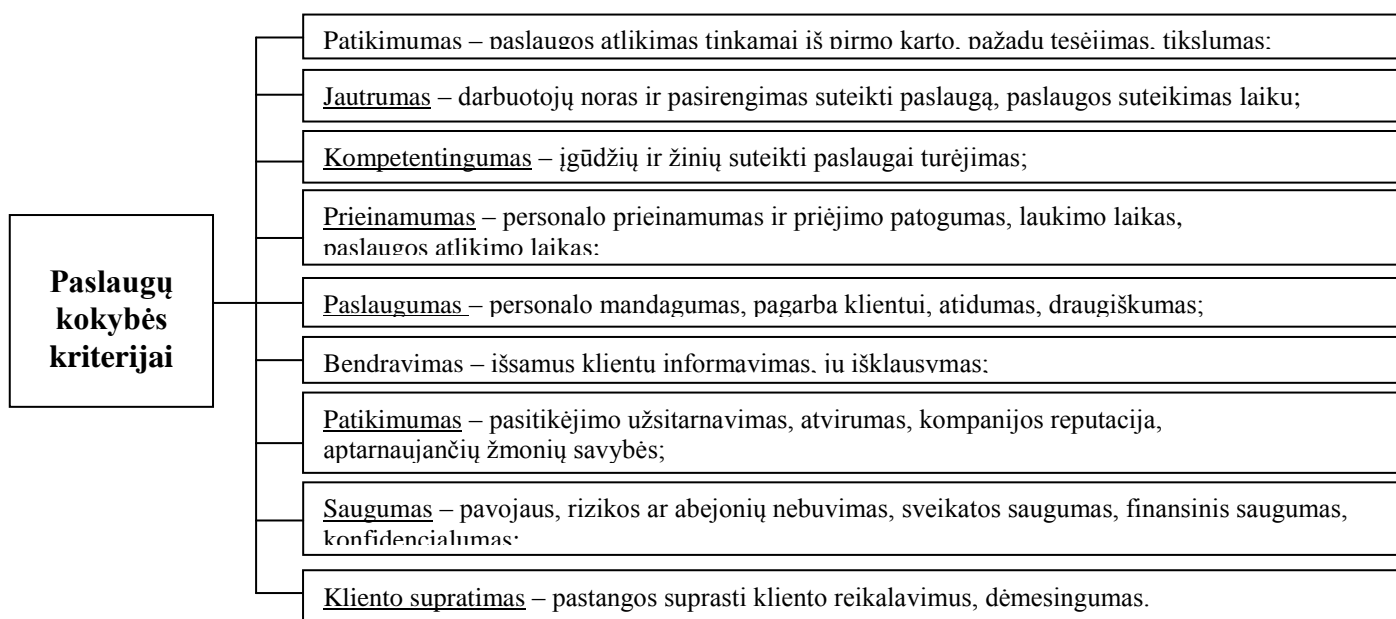 Patikimumas – paslaugos atlikimas tinkamai iš pirmo karto, pažadų tesėjimas, tikslumas;
Jautrumas – darbuotojų noras ir pasirengimas suteikti paslaugą, paslaugos suteikimas laiku;
Kompetentingumas – įgūdžių ir žinių suteikti paslaugai turėjimas;
Prieinamumas – personalo prieinamumas ir priėjimo patogumas, laukimo laikas,
paslaugos atlikimo laikas;
Paslaugų
kokybės
kriterijai
Paslaugumas – personalo mandagumas, pagarba klientui, atidumas, draugiškumas;
Bendravimas – išsamus klientų informavimas, jų išklausymas;
Patikimumas – pasitikėjimo užsitarnavimas, atvirumas, kompanijos reputacija,
aptarnaujančių žmonių savybės;
Saugumas – pavojaus, rizikos ar abejonių nebuvimas, sveikatos saugumas, finansinis saugumas,
konfidencialumas;
Kliento supratimas – pastangos suprasti kliento reikalavimus, dėmesingumas.